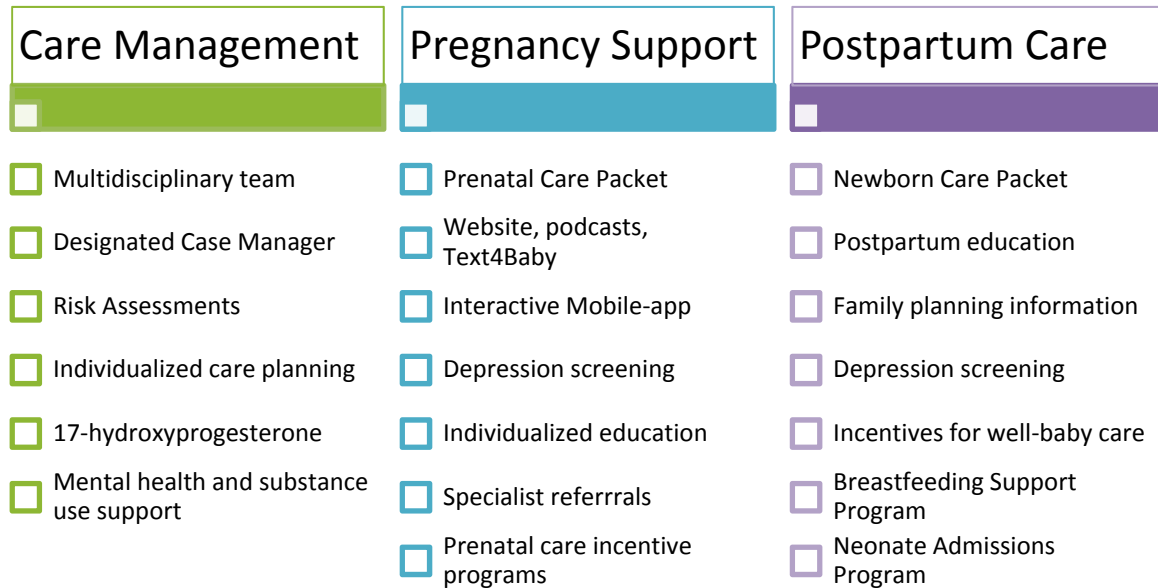 Care Management
Multidisciplinary team
Designated Case Manager
Risk Assessments
Individualized care planning
17-hydroxyprogesterone
Mental health and substance
use support
Pregnancy Support
Prenatal Care Packet
Website, podcasts,
Text4Baby
Interactive Mobile-app
Depression screening
Individualized education
Specialist referrrals
Prenatal care incentive
programs
Postpartum Care
Newborn Care Packet
Postpartum education
Family planning information
Depression screening
Incentives for well-baby care
Breastfeeding Support
Program
Neonate Admissions
Program